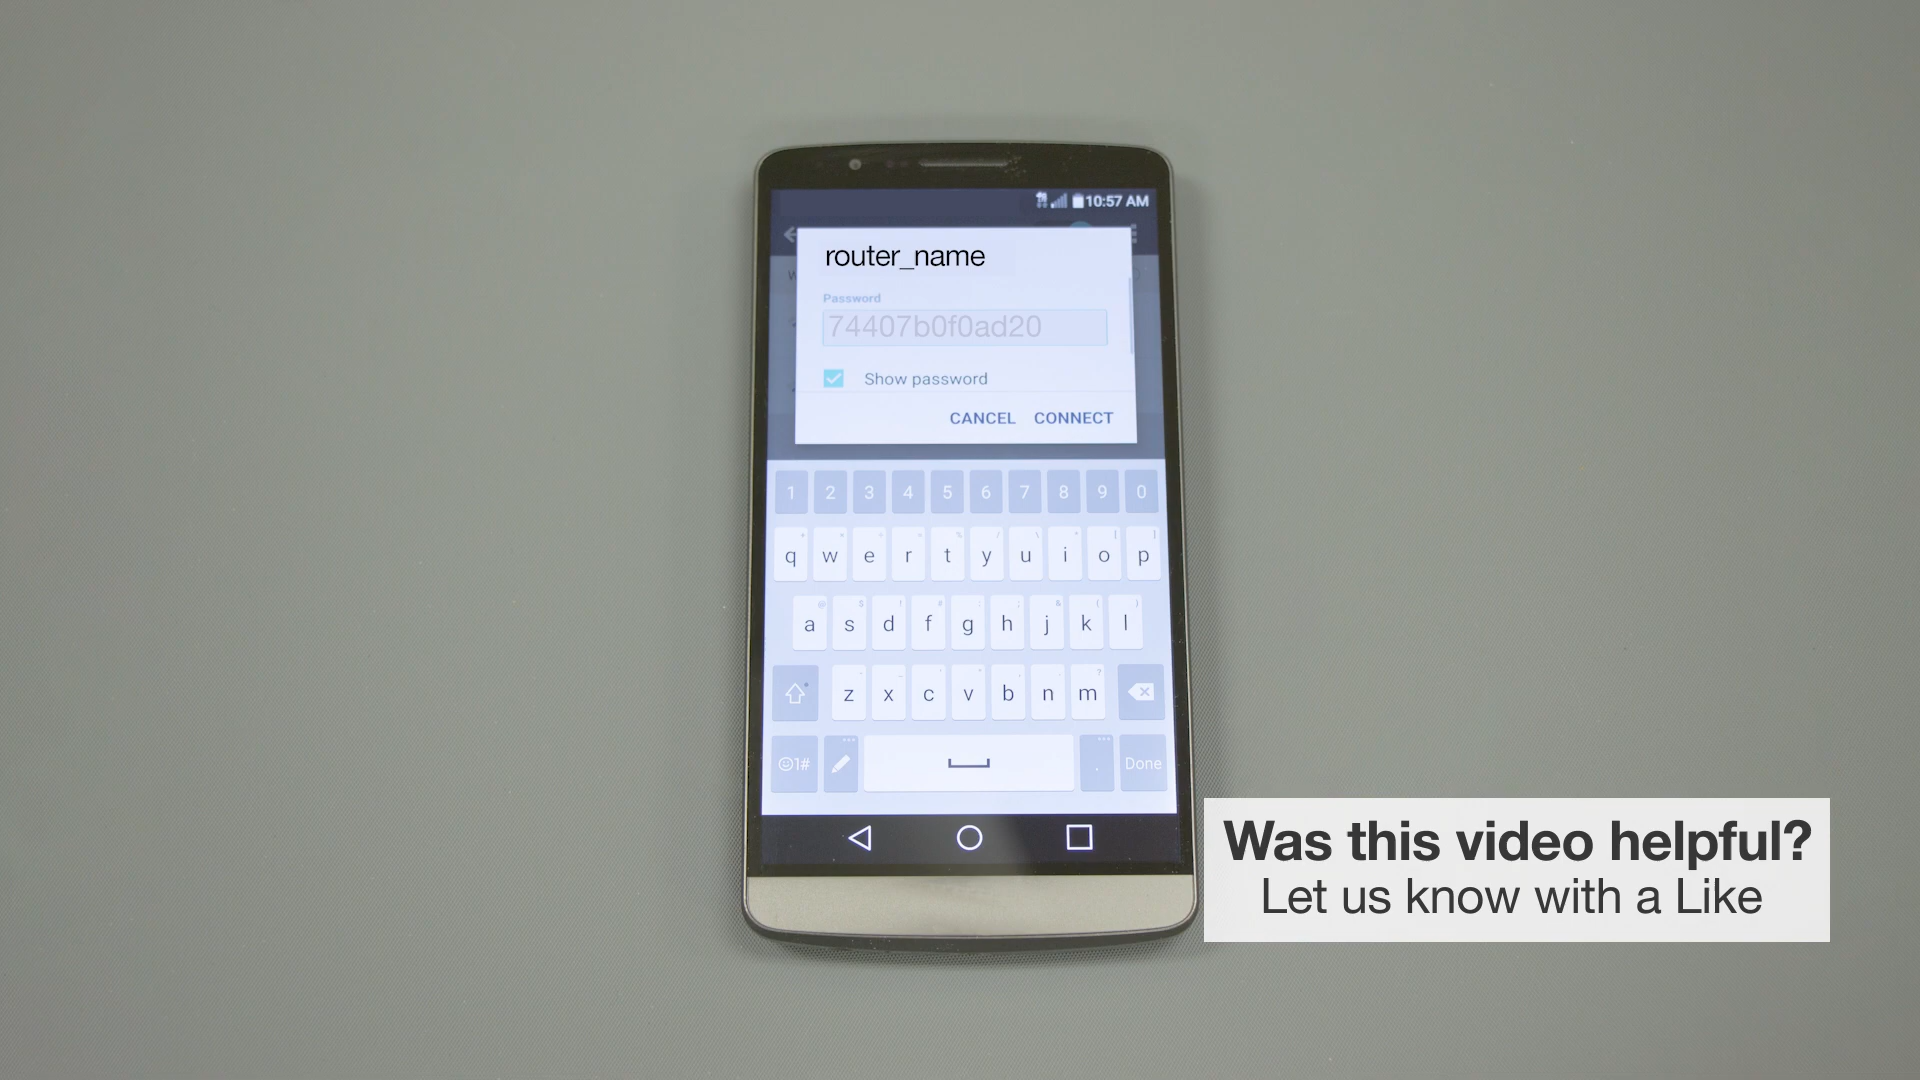 10:57 AM
router_name
Password
74407b0f0ad20
Show password
CANCEL CONNECT
1 2 3 4 5 6 7 8 9 0
q w e r t y u i o p
a s d f g h j k l
z x c v b n m
1#
. Done
Was this video helpful?
Let us know with a Like